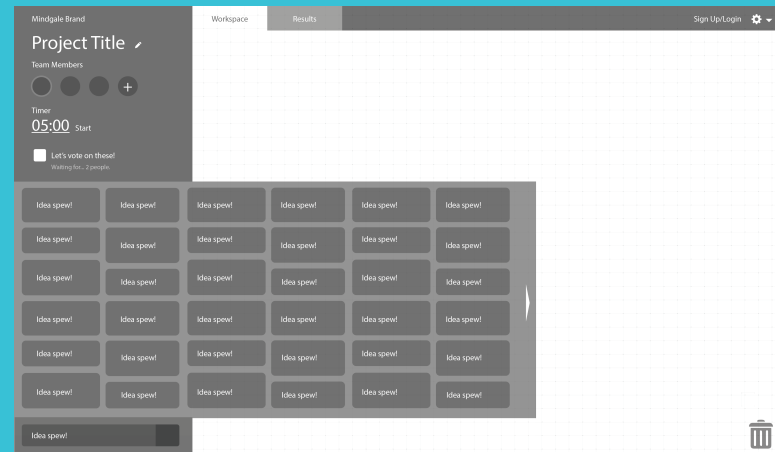 Mindgale Brand
Workspace
Results
Sign Up/Login
Project Title
Team Members
+
Timer
05:00 Start
Let's vote on these!
Waiting for... 2 people.
Idea spew! Idea spew! Idea spew! Idea spew! Idea spew! Idea spew!
Idea spew! Idea spew! Idea spew! Idea spew! Idea spew! Idea spew!
Idea spew! Idea spew! Idea spew! Idea spew! Idea spew! Idea spew!
Idea spew! Idea spew! Idea spew! Idea spew! Idea spew! Idea spew!
Idea spew! Idea spew! Idea spew! Idea spew! Idea spew! Idea spew!
Idea spew! Idea spew! Idea spew! Idea spew! Idea spew! Idea spew!
Idea spew!